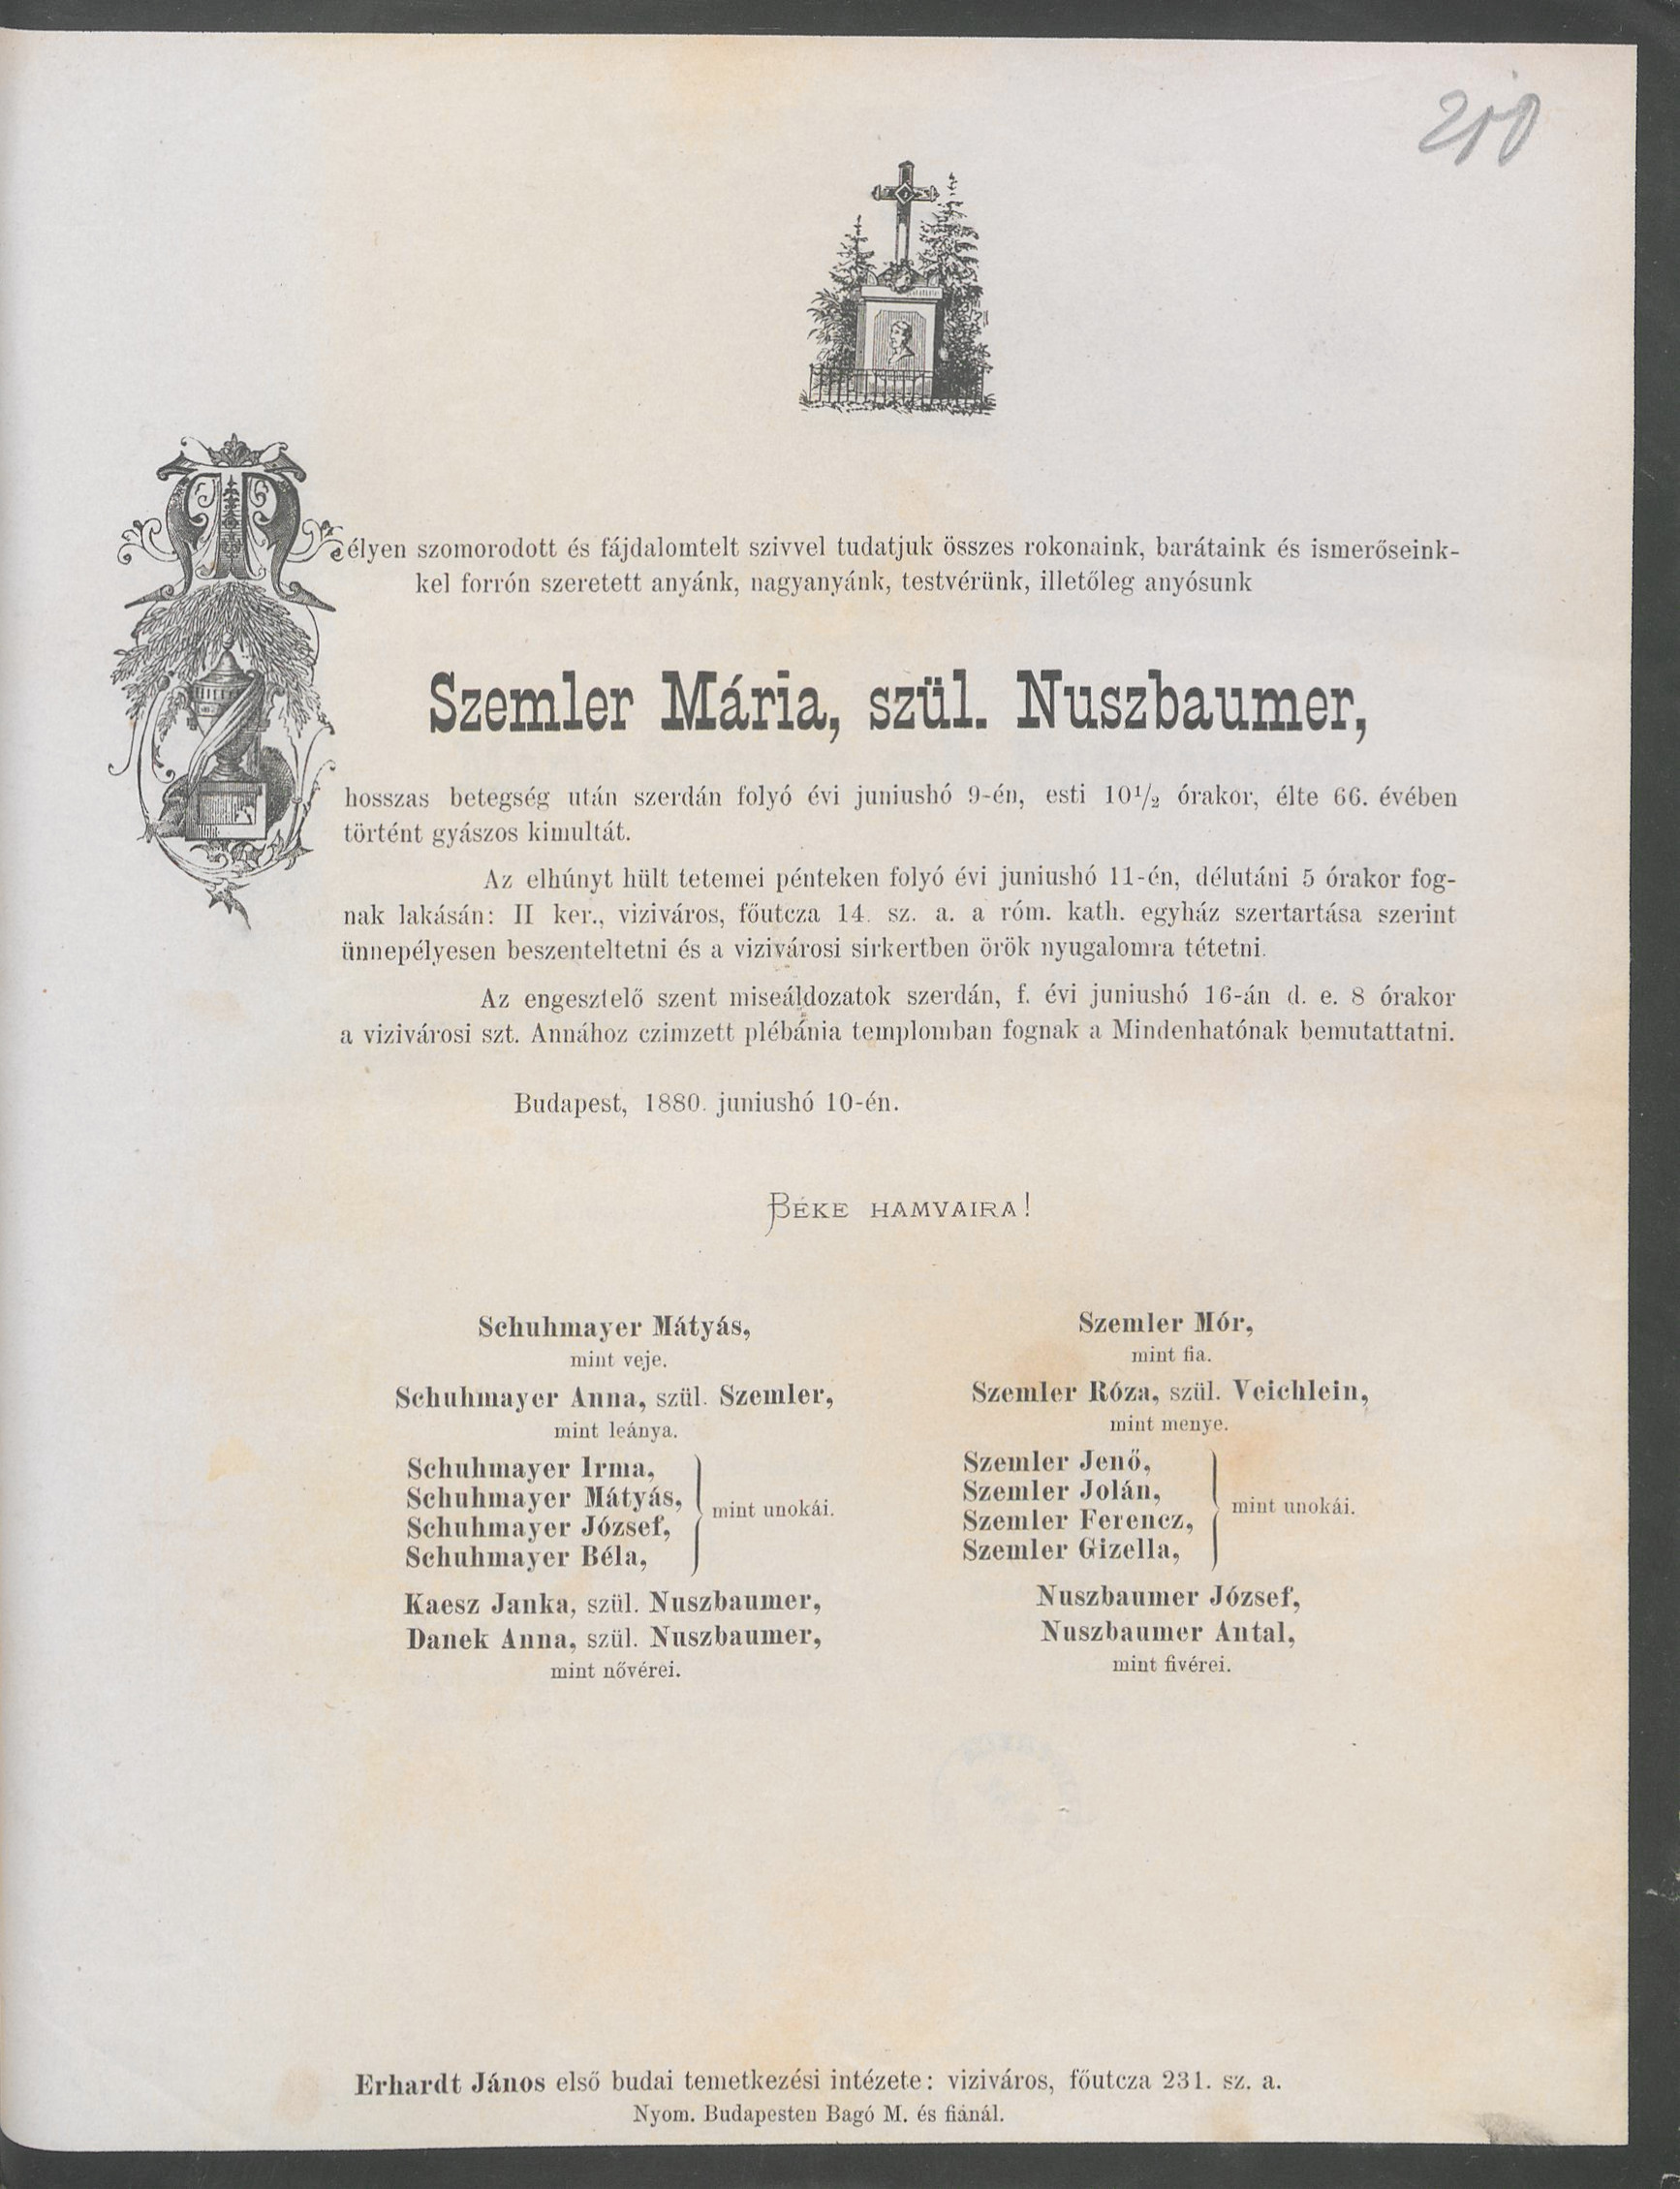 210
Mélyen szomorodott és fájdalomtelt szivvel tudatjuk összes rokonaink, barátaink és ismerőseink-
kel forrón szeretett anyánk, nagyanyánk, testvérünk, illetőleg anyósunk
Szemler Mária, szül. Nuszbaumer,
hosszas betegség után szerdán folyó évi juniushó 9-én, esti 10½ órakor, élte 66. évében
történt gyászos kimultát.
Az elhúnyt hült tetemei pénteken folyó évi juniushó 11-én, délutáni 5 órakor fog-
nak lakásán: II ker., viziváros, főutcza 14. sz. a. a róm. kath. egyház szertartása szerint
ünnepélyesen beszenteltetni és a vizivárosi sirkertben örök nyugalomra tétetni.
Az engesztelő szent miseáldozatok szerdán, f. évi juniushó 16-án d. e. 8 órakor
a vizivárosi szt. Annához czimzett plébánia templomban fognak a Mindenhatónak bemutattatni.
Budapest, 1880. juniushó 10-én.
BÉKE HAMVAIRA!
Schuhmayer Mátyás,
mint veje.
Schuhmayer Anna, szül. Szemler,
mint leánya.
Schuhmayer Irma,
Schuhmayer Mátyás,
Schuhmayer József,
Schuhmayer Béla,
mint unokái.
Kaesz Janka, szül. Nuszbaumer,
Danek Anna, szül. Nuszbaumer,
mint nővérei.
Szemler Mór,
mint fia.
Szemler Róza, szül. Veichlein,
mint menye.
Szemler Jenő,
Szemler Jolán,
Szemler Ferencz,
Szemler Gizella,
mint unokái.
Nuszbaumer József,
Nuszbaumer Antal,
mint fivérei.
Erhardt János első budai temetkezési intézete: viziváros, főutcza 231. sz. a.
Nyom. Budapesten Bagó M. és fiánál.